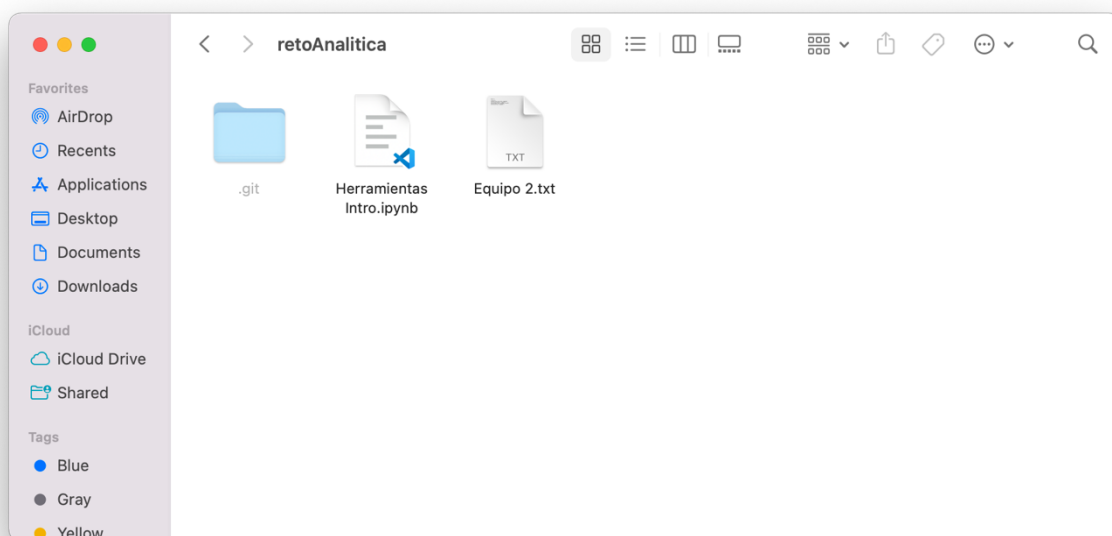 retoAnalitica
Favorites
AirDrop
Recents
Applications
Desktop
Documents
Downloads
iCloud
iCloud Drive
Shared
Tags
Blue
Gray
Yellow
.git
Herramientas
Intro.ipynb
TXT
Equipo 2.txt